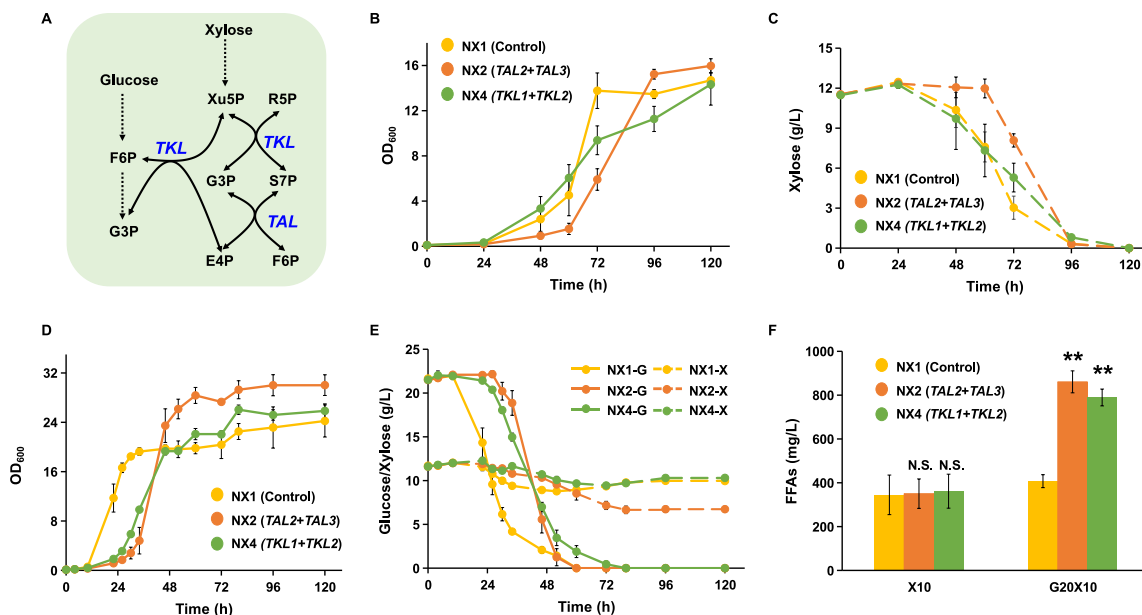 A
Xylose
Glucose
Xu5P
R5P
TKL
TKL
F6P
G3P
S7P
G3P
TAL
E4P
F6P
B
NX1 (Control)
NX2 (TAL2+TAL3)
NX4 (TKL1+TKL2)
16
12
8
4
0
OD600
0 24 48 72 96 120
Time (h)
C
15
12
9
6
3
0
Xylose (g/L)
NX1 (Control)
NX2 (TAL2+TAL3)
NX4 (TKL1+TKL2)
0 24 48 72 96 120
Time (h)
D
32
24
16
8
0
OD600
NX1 (Control)
NX2 (TAL2+TAL3)
NX4 (TKL1+TKL2)
0 24 48 72 96 120
Time (h)
E
25
20
15
10
5
0
Glucose/Xylose (g/L)
NX1-G NX1-X
NX2-G NX2-X
NX4-G NX4-X
0 24 48 72 96 120
Time (h)
F
1000
800
600
400
200
0
FFAs (mg/L)
NX1 (Control)
NX2 (TAL2+TAL3)
NX4 (TKL1+TKL2)
**
**
N.S. N.S.
X10 G20X10